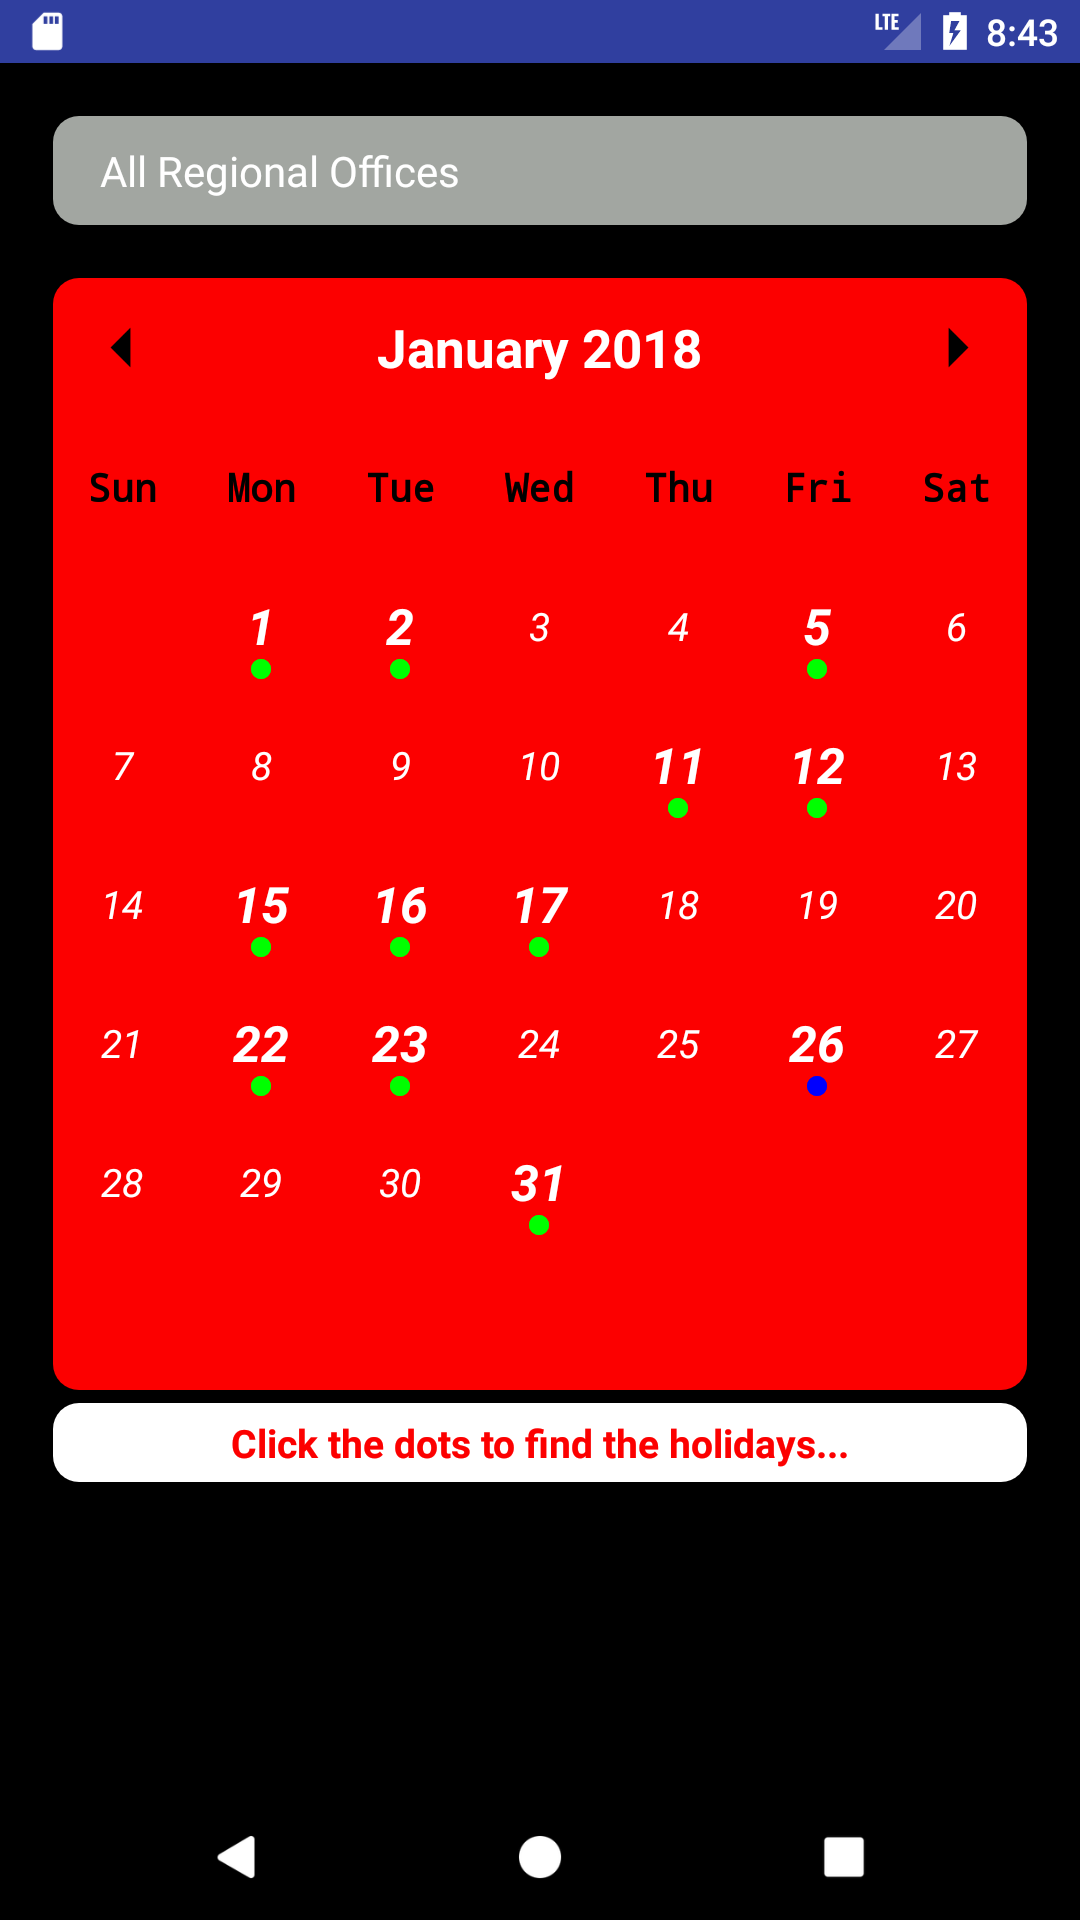 LTE 8:43
All Regional Offices
January 2018
Sun Mon Tue Wed Thu Fri Sat
1 2 3 4 5 6
7 8 9 10 11 12 13
14 15 16 17 18 19 20
21 22 23 24 25 26 27
28 29 30 31
Click the dots to find the holidays...